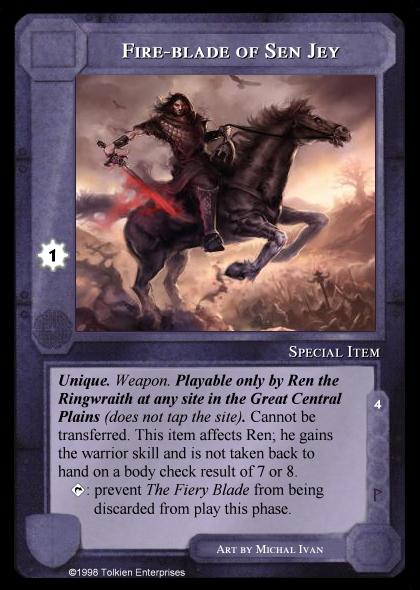 Fire-blade of Sen Jey
1
Special Item
Unique. Weapon. Playable only by Ren the
Ringwraith at any site in the Great Central
Plains (does not tap the site). Cannot be
transferred. This item affects Ren; he gains
the warrior skill and is not taken back to
hand on a body check result of 7 or 8.
: prevent The Fiery Blade from being
discarded from play this phase.
4
Art by Michal Ivan
©1998 Tolkien Enterprises